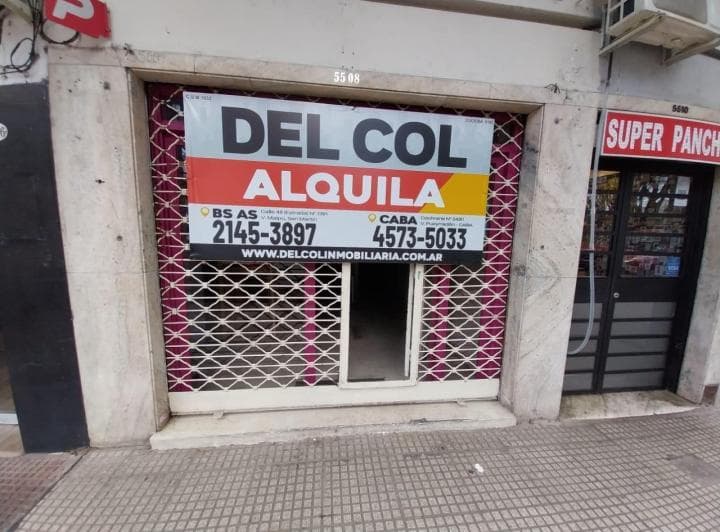 P
5508
DEL COL
ALQUILA
BS AS
2145-3897
CABA
4573-5033
WWW.DELCOLINMOBILIARIA.COM.AR
5510
SUPER PANCH